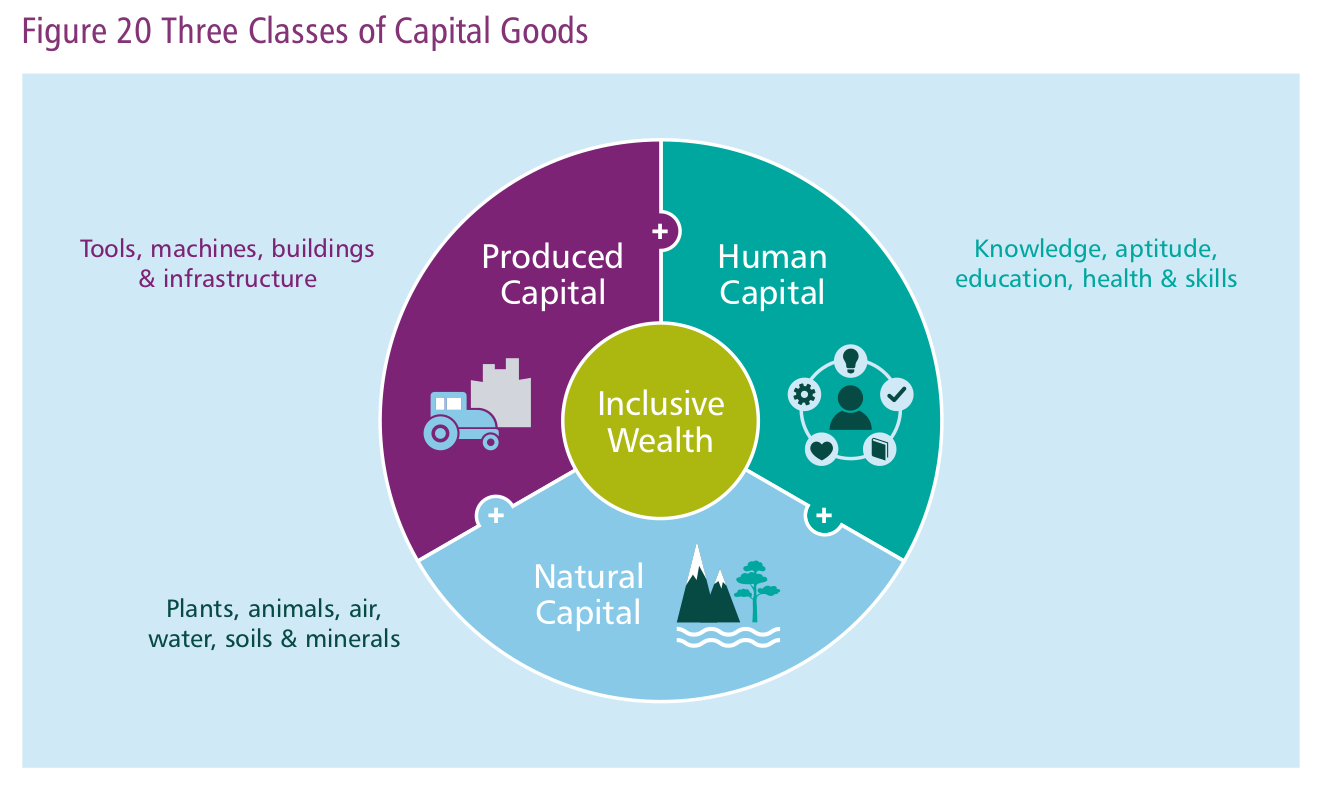 Figure 20 Three Classes of Capital Goods
Tools, machines, buildings
& infrastructure
Produced
Capital
+
Human
Capital
Knowledge, aptitude,
education, health & skills
Inclusive
Wealth
+
+
Natural
Capital
Plants, animals, air,
water, soils & minerals